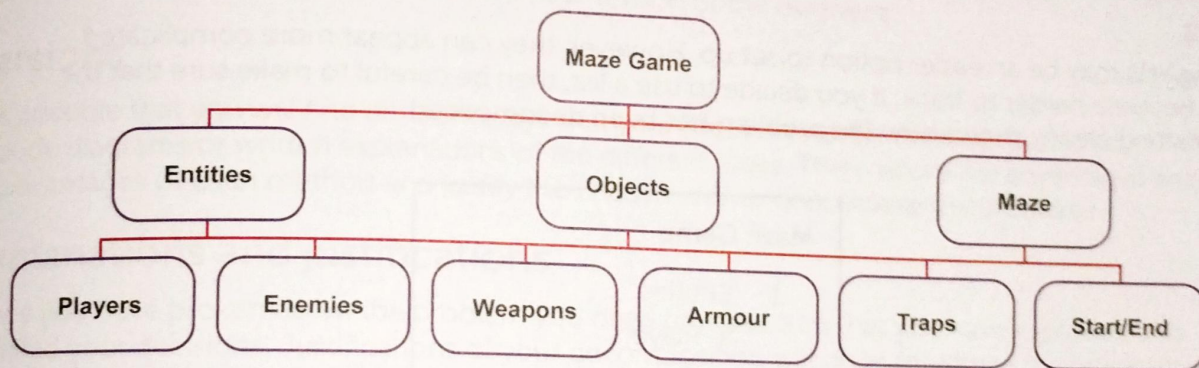 Maze Game
Entities
Objects
Maze
Players
Enemies
Weapons
Armour
Traps
Start/End